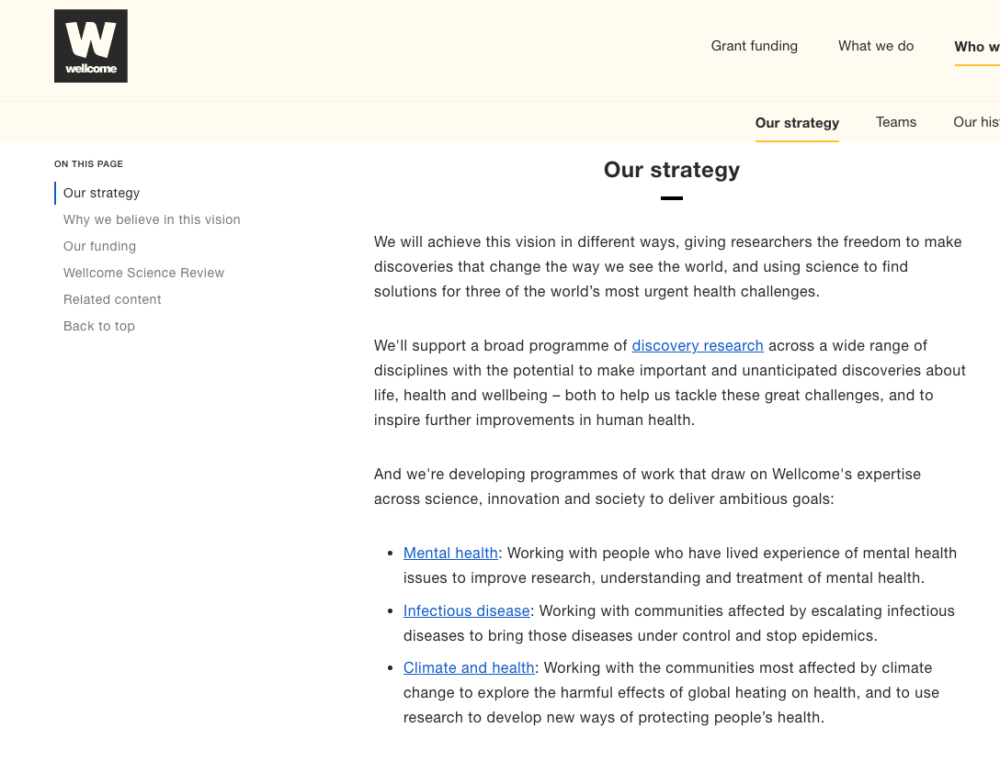 W
wellcome
Grant funding
What we do
Who w
Our strategy
Teams
Our his
ON THIS PAGE
Our strategy
Why we believe in this vision
Our funding
Wellcome Science Review
Related content
Back to top
Our strategy
We will achieve this vision in different ways, giving researchers the freedom to make
discoveries that change the way we see the world, and using science to find
solutions for three of the world’s most urgent health challenges.
We'll support a broad programme of discovery research across a wide range of
disciplines with the potential to make important and unanticipated discoveries about
life, health and wellbeing – both to help us tackle these great challenges, and to
inspire further improvements in human health.
And we're developing programmes of work that draw on Wellcome's expertise
across science, innovation and society to deliver ambitious goals:
• Mental health: Working with people who have lived experience of mental health
issues to improve research, understanding and treatment of mental health.
• Infectious disease: Working with communities affected by escalating infectious
diseases to bring those diseases under control and stop epidemics.
• Climate and health: Working with the communities most affected by climate
change to explore the harmful effects of global heating on health, and to use
research to develop new ways of protecting people’s health.